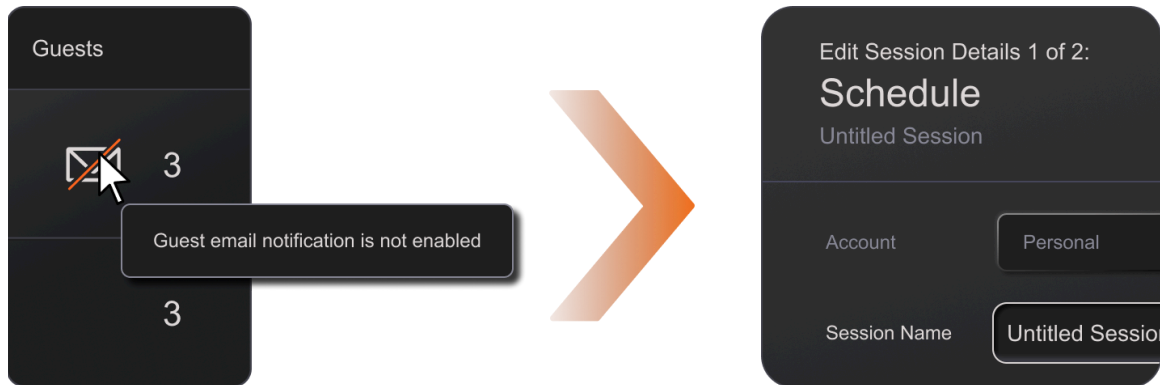 Guests
3
Guest email notification is not enabled
3
Edit Session Details 1 of 2:
Schedule
Untitled Session
Account
Personal
Session Name
Untitled Session